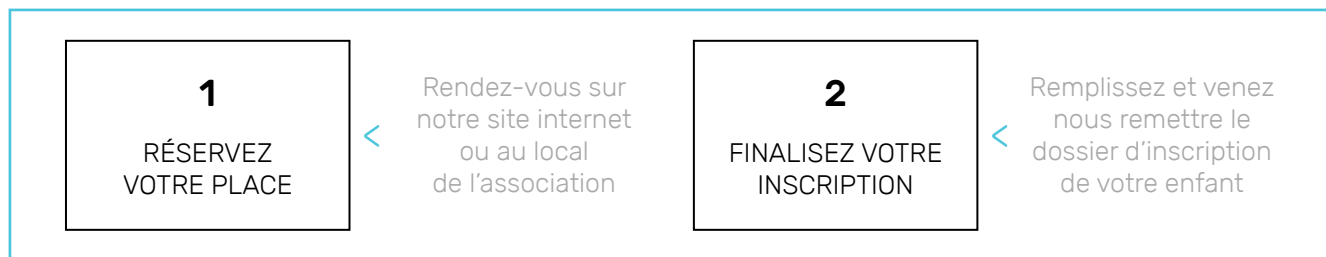 1
RÉSERVEZ
VOTRE PLACE
<
Rendez-vous sur
notre site internet
ou au local
de l’association
2
FINALISEZ VOTRE
INSCRIPTION
<
Remplissez et venez
nous remettre le
dossier d’inscription
de votre enfant